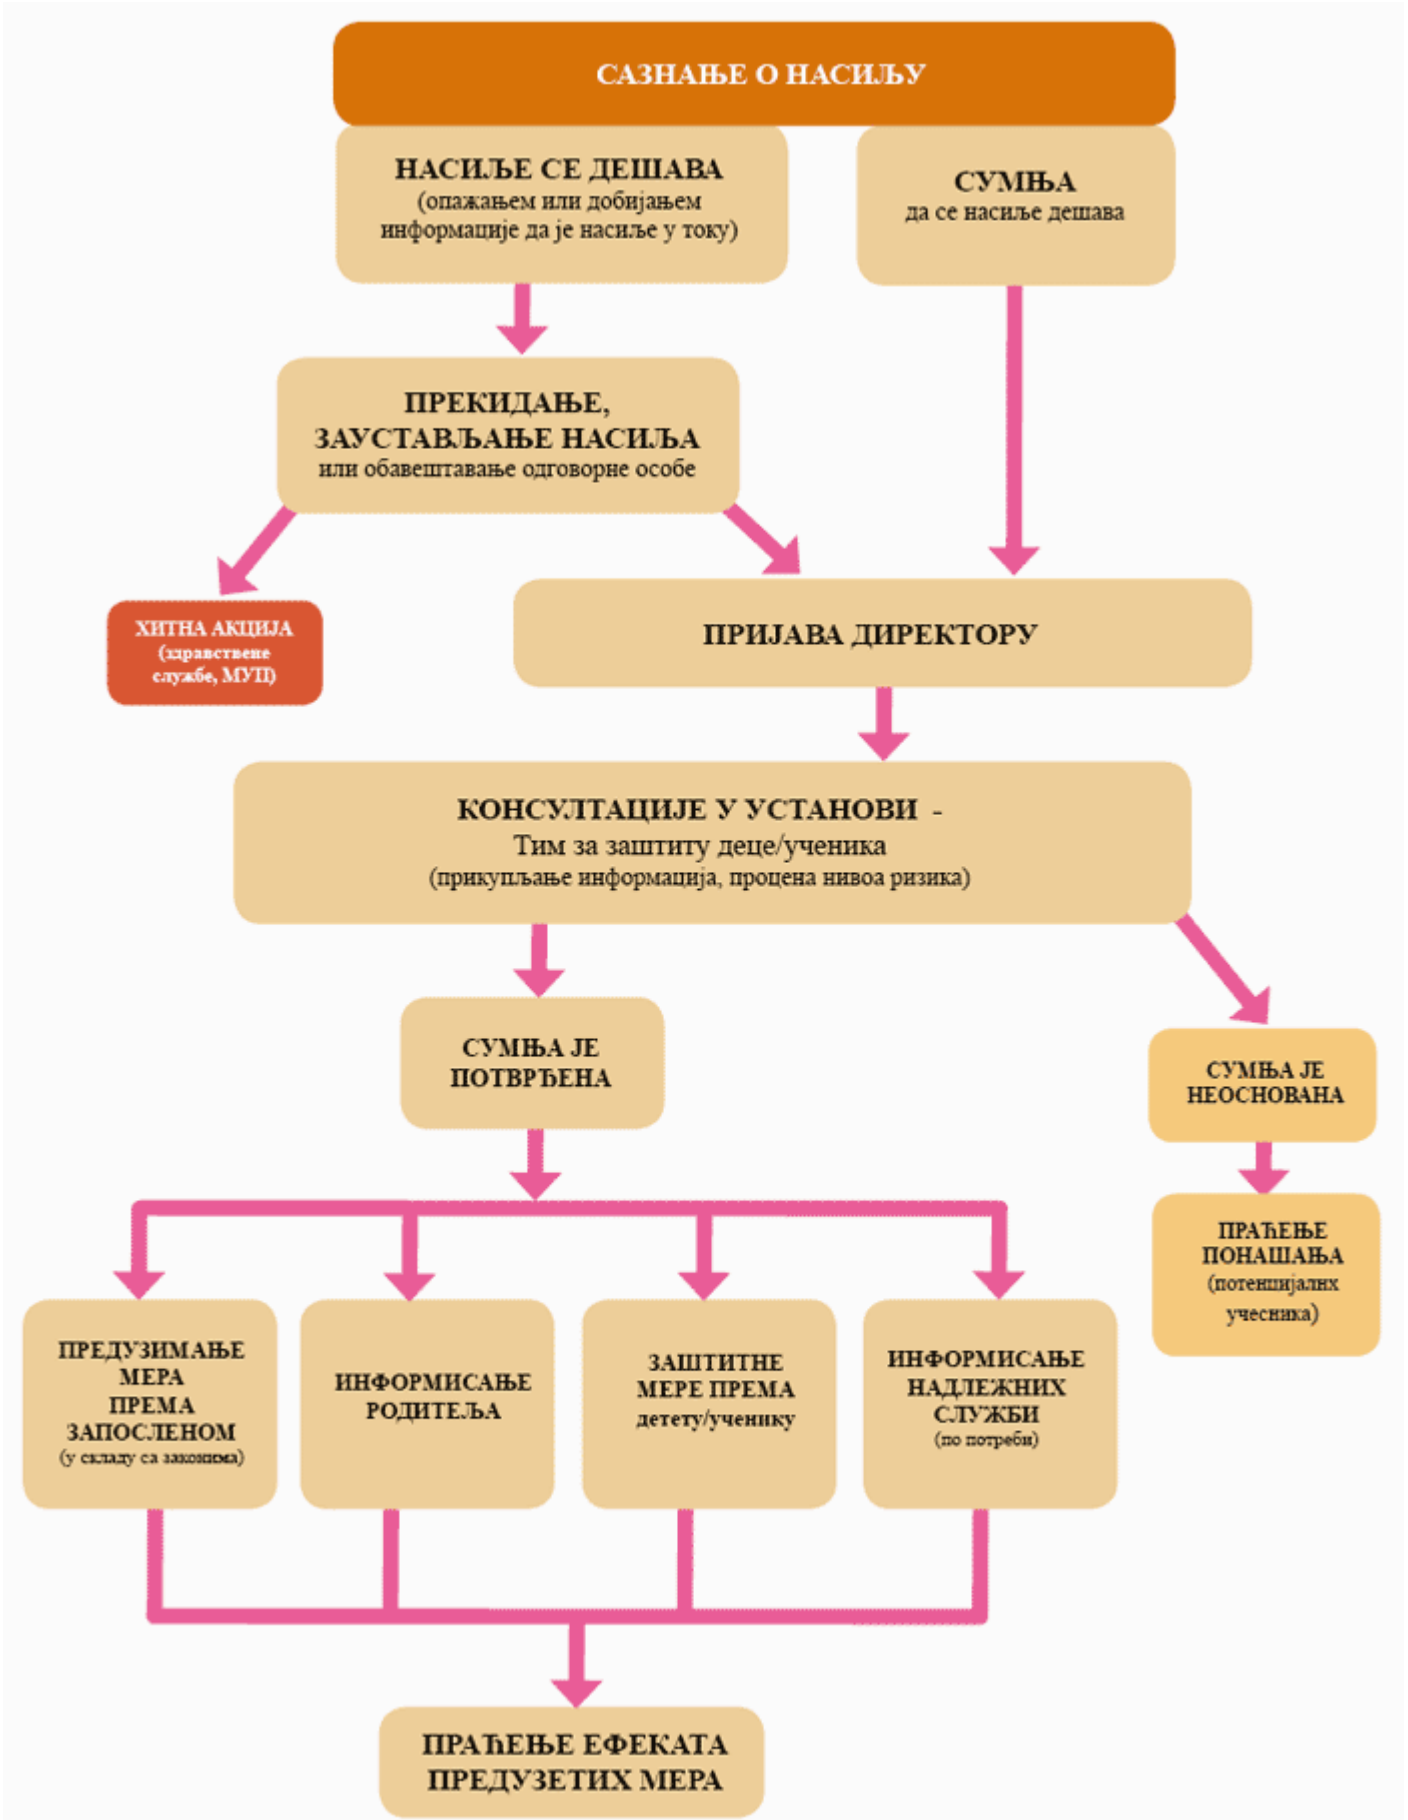 САЗНАЊЕ О НАСИЉУ
НАСИЉЕ СЕ ДЕШАВА
(опажањем или добијањем
информације да је насиље у току)
СУМЊА
да се насиље дешава
ПРЕКИДАЊЕ,
ЗАУСТАВЉАЊЕ НАСИЉА
или обавештавање одговорне особе
ХИТНА АКЦИЈА
(здравствене
службе, МУП)
ПРИЈАВА ДИРЕКТОРУ
КОНСУЛТАЦИЈЕ У УСТАНОВИ -
Тим за заштиту деце/ученика
(прикупљање информација, процена нивоа ризика)
СУМЊА ЈЕ
ПОТВРЂЕНА
СУМЊА ЈЕ
НЕОСНОВАНА
ПРАЋЕЊЕ
ПОНАШАЊА
(потенцијалнх
учесника)
ПРЕДУЗИМАЊЕ
МЕРА
ПРЕМА
ЗАПОСЛЕНОМ
(у складу са законима)
ИНФОРМИСАЊЕ
РОДИТЕЉА
ЗАШТИТНЕ
МЕРЕ ПРЕМА
детету/ученику
ИНФОРМИСАЊЕ
НАДЛЕЖНИХ
СЛУЖБИ
(по потреби)
ПРАЋЕЊЕ ЕФЕКАТА
ПРЕДУЗЕТИХ МЕРА